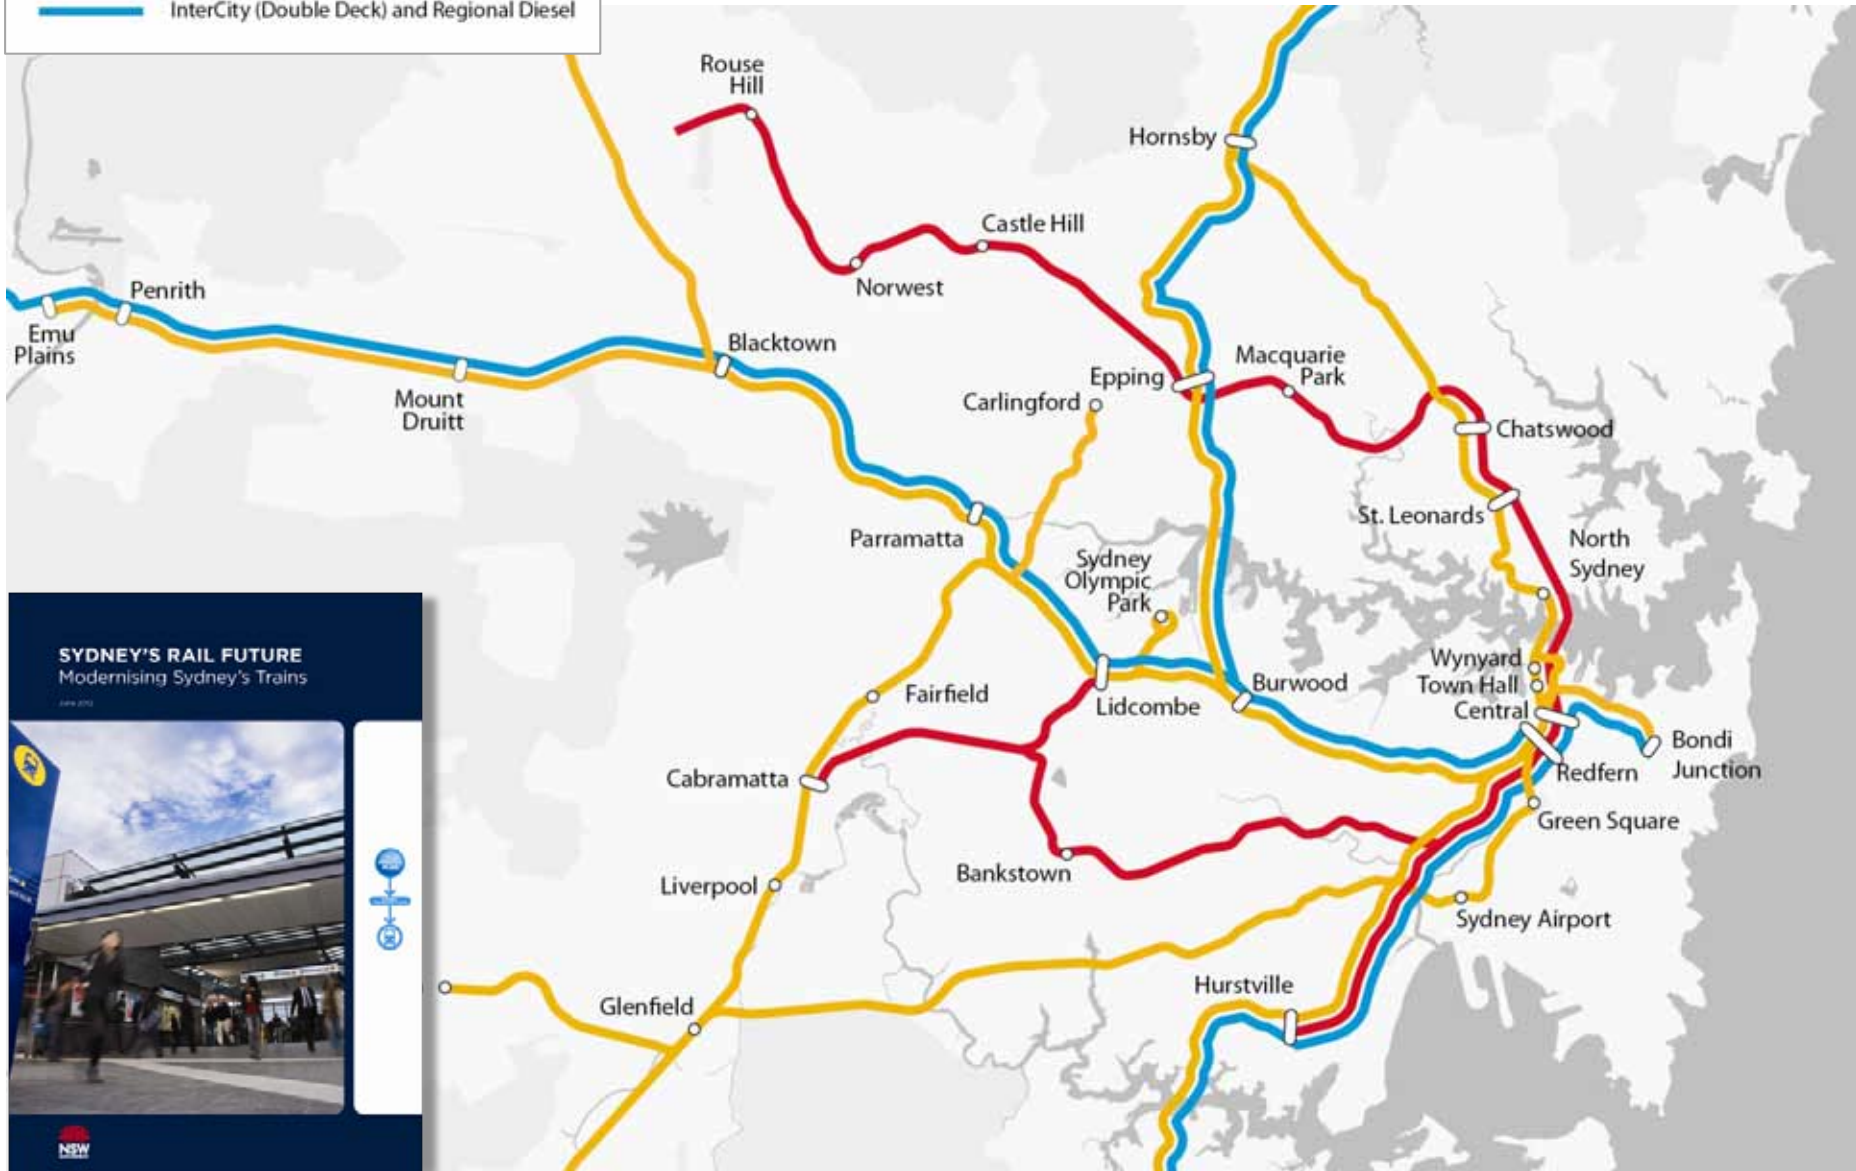 InterCity (Double Deck) and Regional Diesel
Rouse
Hill
Hornsby
Castle Hill
Norwest
Penrith
Emu
Plains
Blacktown
Mount
Druitt
Epping
Macquarie
Park
Carlingford
Chatswood
St. Leonards
Parramatta
North
Sydney
Sydney
Olympic
Park
Wynyard
Town Hall
Central
Burwood
Lidcombe
Fairfield
Bondi
Junction
Redfern
Cabramatta
Green Square
Bankstown
Liverpool
Sydney Airport
Hurstville
Glenfield
SYDNEY'S RAIL FUTURE
Modernising Sydney's Trains
NSW